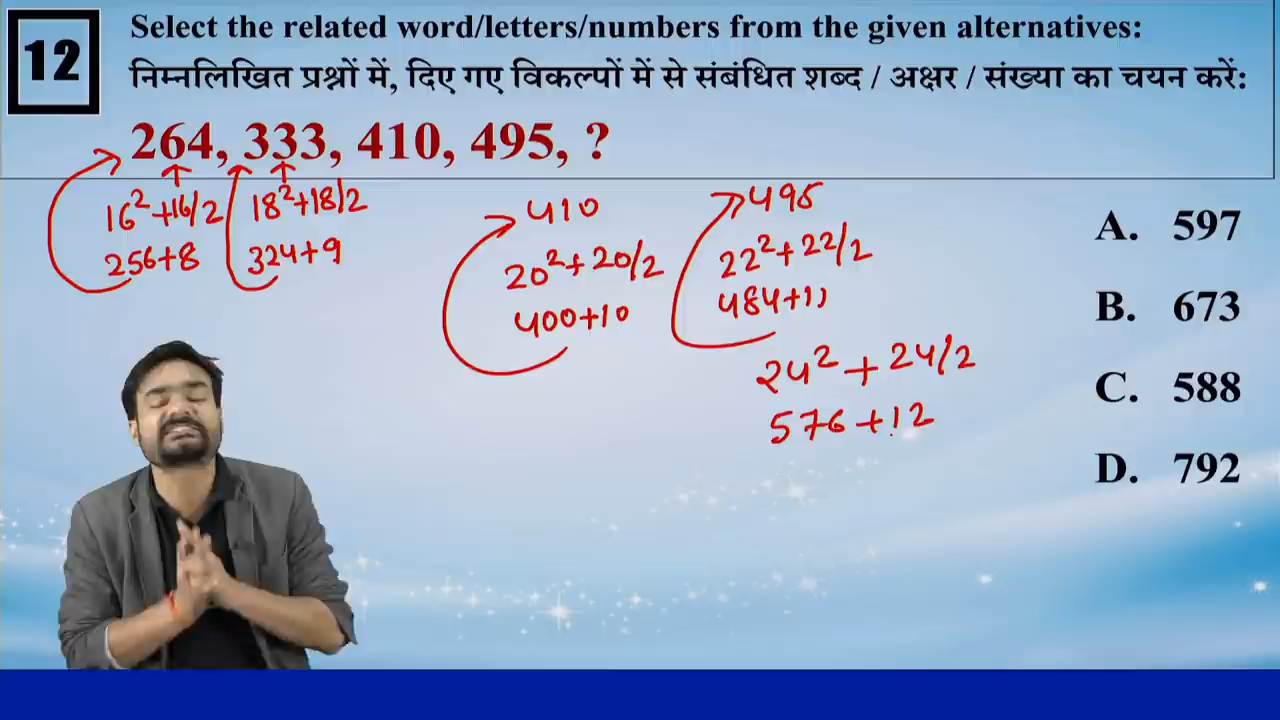 12
Select the related word/letters/numbers from the given alternatives:
निम्नलिखित प्रश्नों में, दिए गए विकल्पों में से संबंधित शब्द / अक्षर / संख्या का चयन करें:
264, 333, 410, 495, ?
16²+16/2
256+8
18²+18/2
324+9
410
20²+20/2
400+10
495
22²+22/2
484+11
24²+24/2
576+12
A. 597
B. 673
C. 588
D. 792